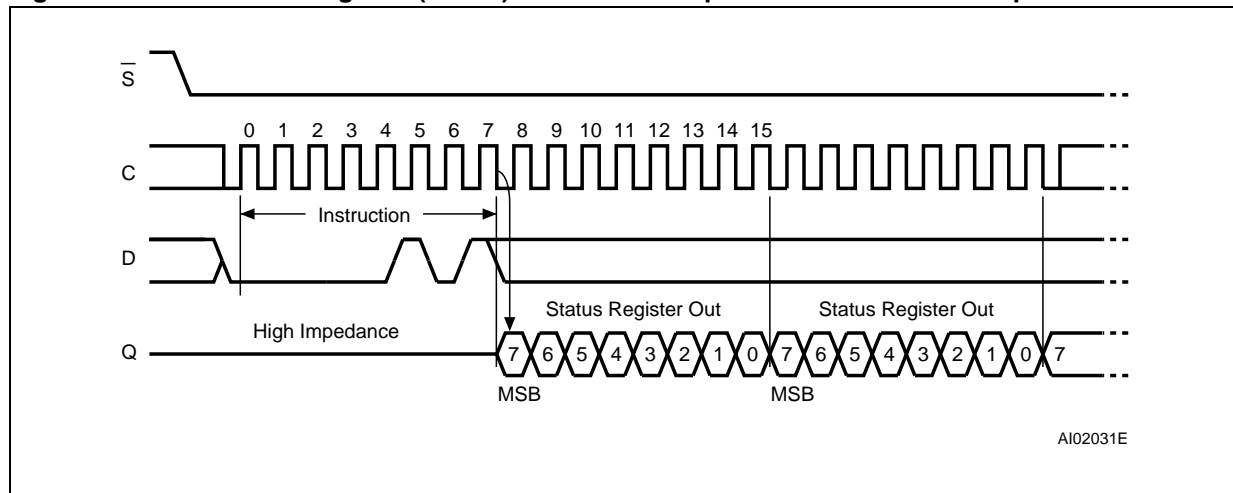 S
0 1 2 3 4 5 6 7 8 9 10 11 12 13 14 15
C
Instruction
D
Status Register Out Status Register Out
High Impedance
Q 7 6 5 4 3 2 1 0 7 6 5 4 3 2 1 0 7
MSB MSB
AI02031E